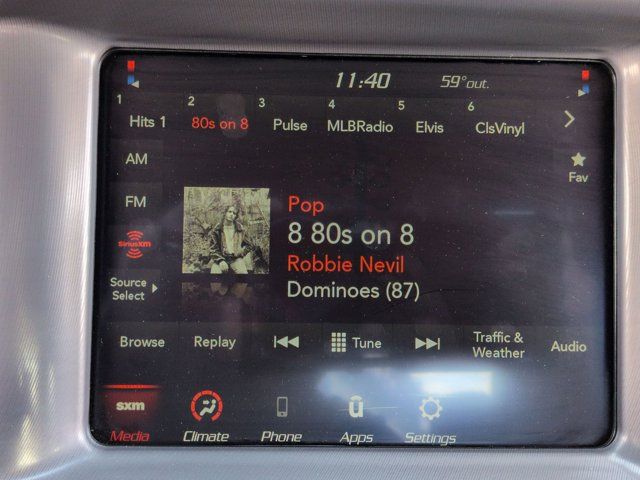 11:40 59° out.
1 2 3 4 5 6
Hits 1 80s on 8 Pulse MLBRadio Elvis ClsVinyl
AM
FM
SiriusXM
Source
Select
Fav
Pop
8 80s on 8
Robbie Nevil
Dominoes (87)
Browse Replay Tune Traffic &
Weather Audio
sxm ū
Media Climate Phone Apps Settings